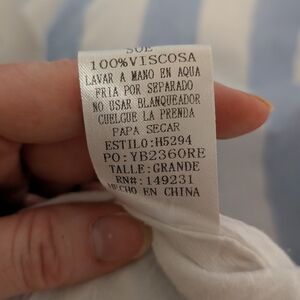 100%VISCOSA
LAVAR A MANO EN AQUA
FRIA POR SEPARADO
NO USAR BLANQUEADOR
CUELGUE LA PRENDA
PAPA SECAR
ESTILO:H5294
PO:YB2360RE
TALLE:GRANDE
RN#:149231
HECHO EN CHINA